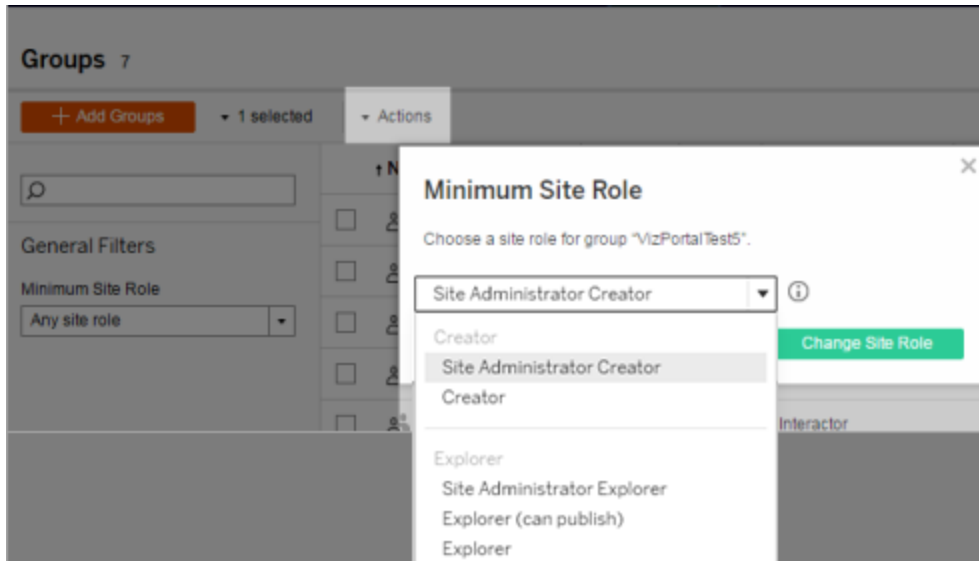 Groups 7
+ Add Groups
1 selected
Actions
↑ N
Minimum Site Role
Choose a site role for group "VizPortalTest5".
General Filters
Minimum Site Role
Any site role
Site Administrator Creator
Change Site Role
Creator
Site Administrator Creator
Creator
Interactor
Explorer
Site Administrator Explorer
Explorer (can publish)
Explorer